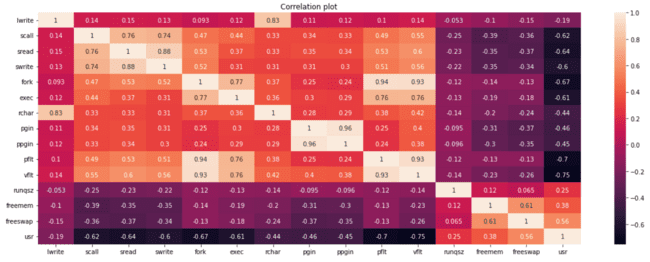 Correlation plot
lwrite 1 0.14 0.15 0.13 0.093 0.12 0.83 0.11 0.12 0.1 0.14 -0.053 -0.1 -0.15 -0.19
scall 0.14 1 0.76 0.74 0.47 0.44 0.33 0.34 0.33 0.49 0.55 -0.25 -0.39 -0.36 -0.62
sread 0.15 0.76 1 0.88 0.53 0.37 0.33 0.35 0.34 0.53 0.6 -0.23 -0.35 -0.37 -0.64
swrite 0.13 0.74 0.88 1 0.52 0.31 0.31 0.31 0.3 0.51 0.56 -0.22 -0.35 -0.34 -0.6
fork 0.093 0.47 0.53 0.52 1 0.77 0.37 0.25 0.24 0.94 0.93 -0.12 -0.14 -0.13 -0.67
exec 0.12 0.44 0.37 0.31 0.77 1 0.36 0.3 0.29 0.76 0.76 -0.13 -0.19 -0.18 -0.61
rchar 0.83 0.33 0.33 0.31 0.37 0.36 1 0.28 0.29 0.38 0.42 -0.14 -0.2 -0.24 -0.44
pgin 0.11 0.34 0.35 0.31 0.25 0.3 0.28 1 0.96 0.25 0.4 -0.095 -0.31 -0.37 -0.46
ppgin 0.12 0.33 0.34 0.3 0.24 0.29 0.29 0.96 1 0.24 0.38 -0.096 -0.3 -0.35 -0.45
pflt 0.1 0.49 0.53 0.51 0.94 0.76 0.38 0.25 0.24 1 0.93 -0.12 -0.13 -0.13 -0.7
vflt 0.14 0.55 0.6 0.56 0.93 0.76 0.42 0.4 0.38 0.93 1 -0.14 -0.23 -0.26 -0.75
runqsz -0.053 -0.25 -0.23 -0.22 -0.12 -0.13 -0.14 -0.095 -0.096 -0.12 -0.14 1 0.12 0.065 0.25
freemem -0.1 -0.39 -0.35 -0.35 -0.14 -0.19 -0.2 -0.31 -0.3 -0.13 -0.23 0.12 1 0.61 0.38
freeswap -0.15 -0.36 -0.37 -0.34 -0.13 -0.18 -0.24 -0.37 -0.35 -0.13 -0.26 0.065 0.61 1 0.56
usr -0.19 -0.62 -0.64 -0.6 -0.67 -0.61 -0.44 -0.46 -0.45 -0.7 -0.75 0.25 0.38 0.56 1
lwrite scall sread swrite fork exec rchar pgin ppgin pflt vflt runqsz freemem freeswap usr
1.0
0.8
0.6
0.4
0.2
0.0
-0.2
-0.4
-0.6